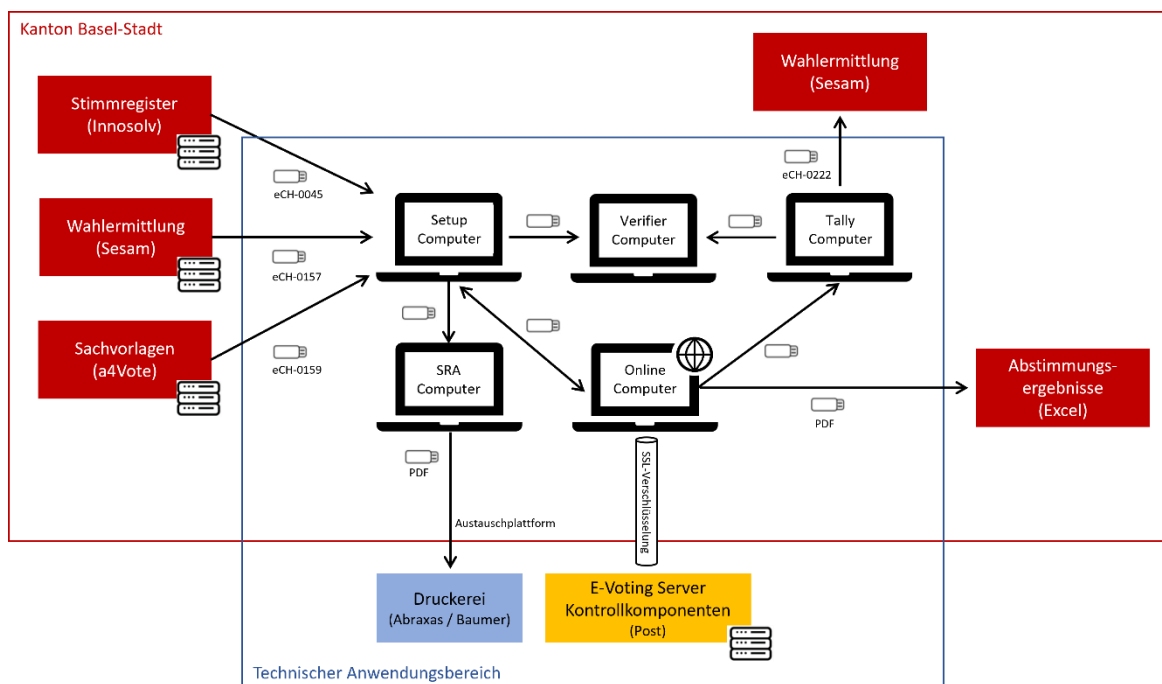 Kanton Basel-Stadt
Wahlermittlung
(Sesam)
Stimmregister
(Innosolv)
eCH-0045
eCH-0222
Wahlermittlung
(Sesam)
eCH-0157
Setup
Computer
Verifier
Computer
Tally
Computer
Sachvorlagen
(a4Vote)
eCH-0159
SRA
Computer
Online
Computer
Abstimmungs-
ergebnisse
(Excel)
PDF
PDF
SSL-Verschlüsselung
Austauschplattform
Druckerei
(Abraxas / Baumer)
E-Voting Server
Kontrollkomponenten
(Post)
Technischer Anwendungsbereich